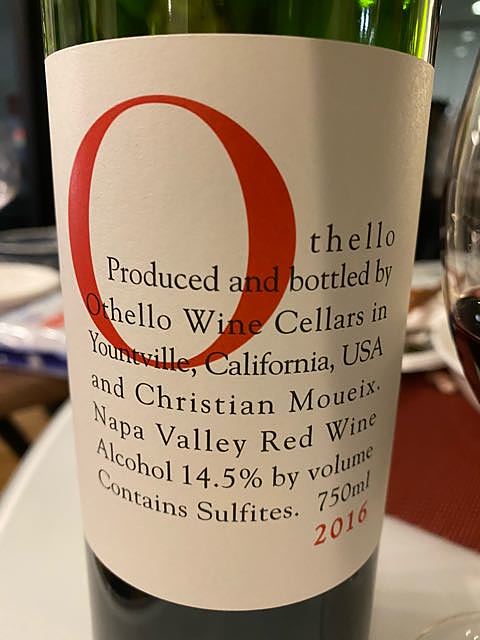 Othello
Produced and bottled by
Othello Wine Cellars in
Yountville, California, USA
and Christian Moueix.
Napa Valley Red Wine
Alcohol 14.5% by volume
Contains Sulfites. 750ml
2016